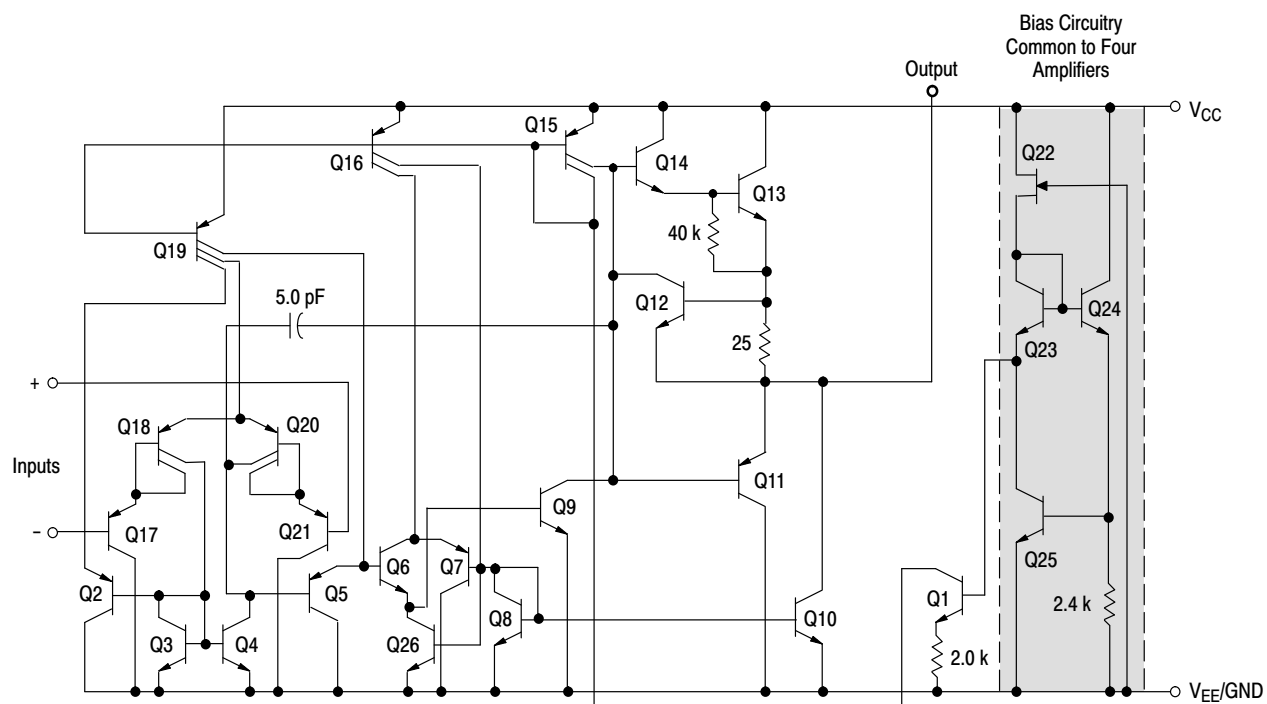 Bias Circuitry
Common to Four
Amplifiers
Output
VCC
Q15
Q16
Q14
Q22
Q13
Q19
40 k
5.0 pF
Q12
Q24
25
Q23
+
Q18
Q20
Inputs
Q11
Q9
-
Q17
Q21
Q25
Q6
Q7
Q2
Q5
Q1
2.4 k
Q8
Q10
Q3
Q4
Q26
2.0 k
VEE/GND